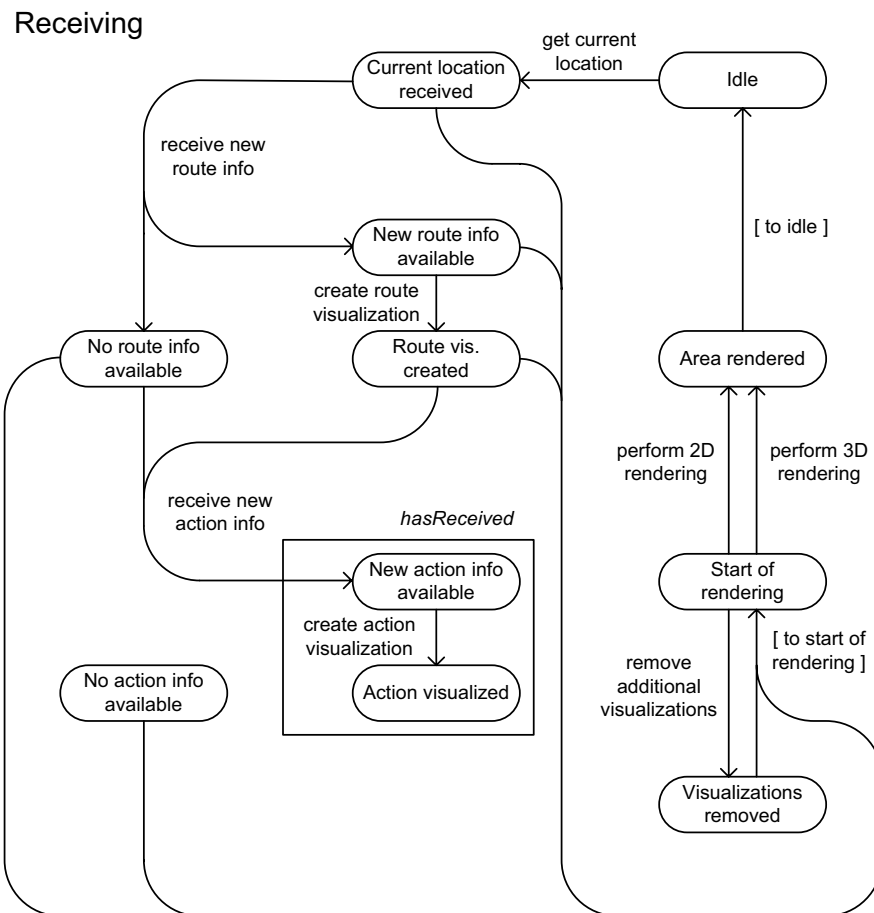 Receiving
get current
location
Current location
received
Idle
receive new
route info
[ to idle ]
New route info
available
create route
visualization
No route info
available
Route vis.
created
Area rendered
perform 2D
rendering
perform 3D
rendering
receive new
action info
hasReceived
New action info
available
Start of
rendering
create action
visualization
[ to start of
rendering ]
remove
additional
visualizations
No action info
available
Action visualized
Visualizations
removed